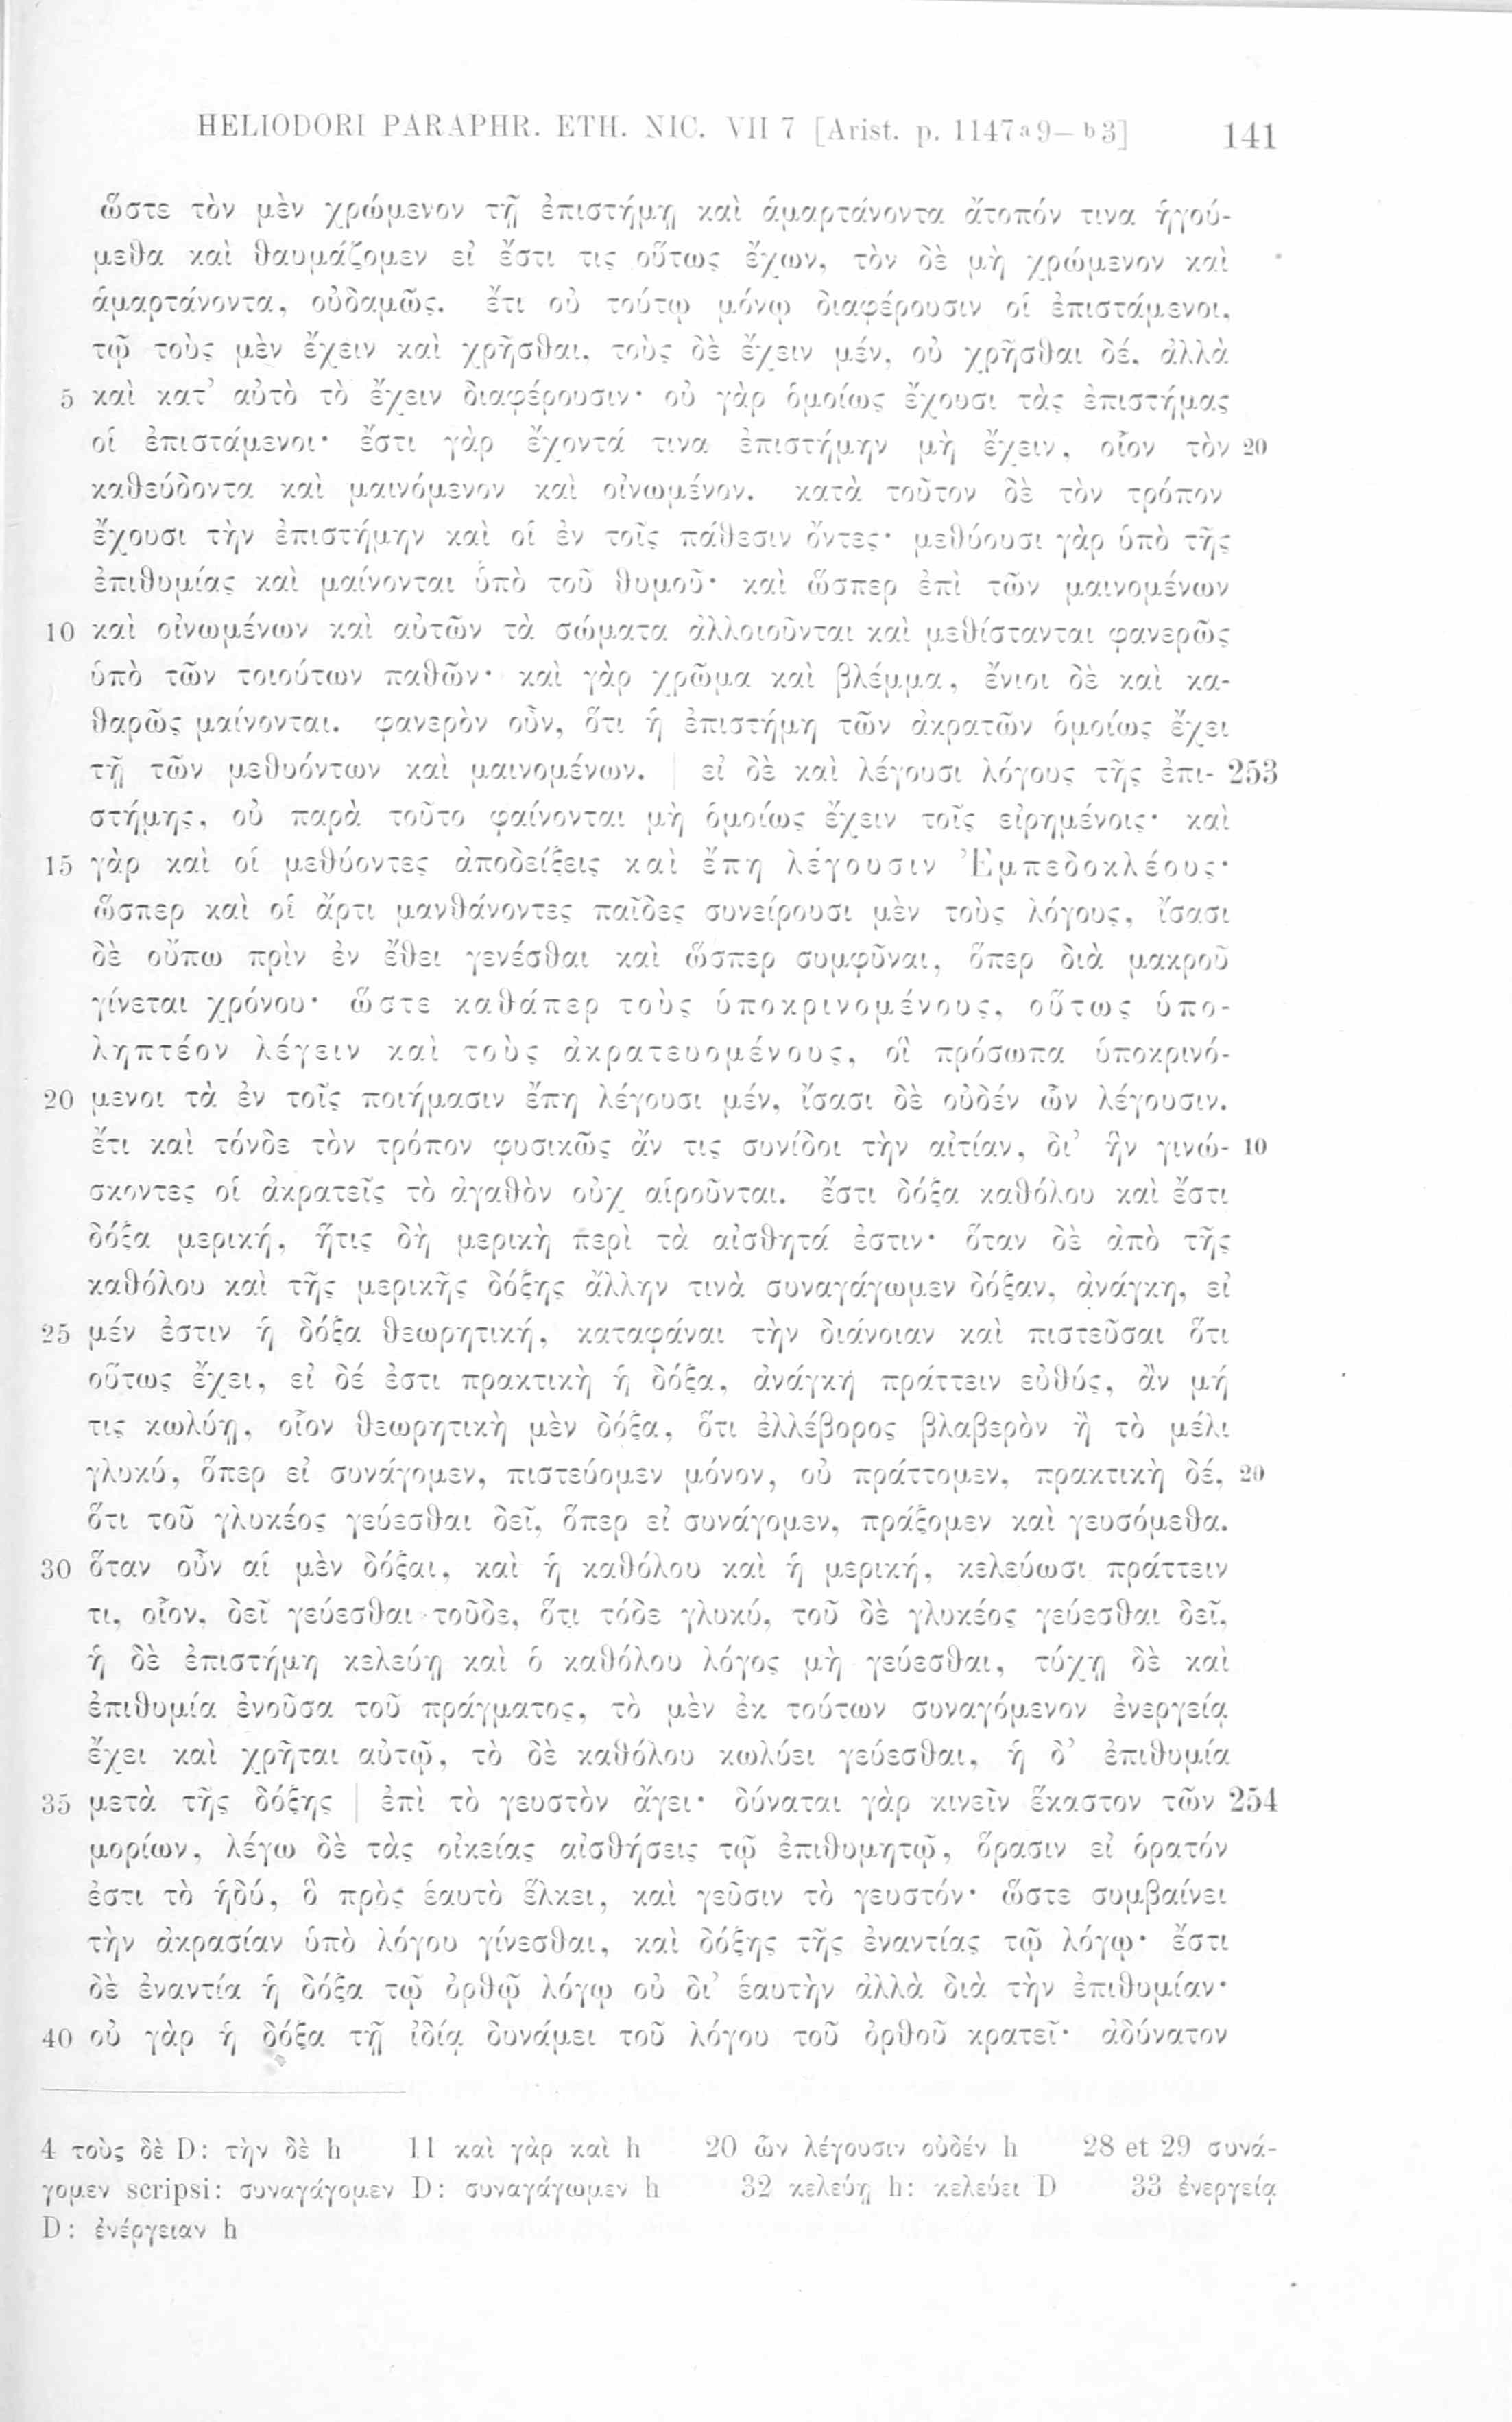 HELIODORI PARAPHR. ETH. NIC. VII 7 [Arist. p. 1147a9—b3] 141
ὥστε τὸν μὲν χρώμενον τῇ ἐπιστήμῃ καὶ ἁμαρτάνοντα ἄτοπόν τινα ἡγού-
μεθα καὶ θαυμάζομεν εἰ ἔστι τις οὕτως ἔχων, τὸν δὲ μὴ χρώμενον καὶ
ἁμαρτάνοντα, οὐδαμῶς. ἔτι οὐ τούτῳ μόνῳ διαφέρουσιν οἱ ἐπιστάμενοι,
τῷ τοὺς μὲν ἔχειν καὶ χρῆσθαι, τοὺς δὲ ἔχειν μέν, οὐ χρῆσθαι δέ, ἀλλὰ
5 καὶ κατ’ αὐτὸ τὸ ἔχειν διαφέρουσιν· οὐ γὰρ ὁμοίως ἔχουσι τὰς ἐπιστήμας
οἱ ἐπιστάμενοι· ἔστι γὰρ ἔχοντά τινα ἐπιστήμην μὴ ἔχειν, οἷον τὸν 20
καθεύδοντα καὶ μαινόμενον καὶ οἰνωμένον. κατὰ τοῦτον δὲ τὸν τρόπον
ἔχουσι τὴν ἐπιστήμην καὶ οἱ ἐν τοῖς πάθεσιν ὄντες· μεθύουσι γὰρ ὑπὸ τῆς
ἐπιθυμίας καὶ μαίνονται ὑπὸ τοῦ θυμοῦ· καὶ ὥσπερ ἐπὶ τῶν μαινομένων
10 καὶ οἰνωμένων καὶ αὐτῶν τὰ σώματα ἀλλοιοῦνται καὶ μεθίστανται φανερῶς
ὑπὸ τῶν τοιούτων παθῶν· καὶ γὰρ χρῶμα καὶ βλέμμα, ἔνιοι δὲ καὶ κα-
θαρῶς μαίνονται. φανερὸν οὖν, ὅτι ἡ ἐπιστήμη τῶν ἀκρατῶν ὁμοίως ἔχει
τῇ τῶν μεθυόντων καὶ μαινομένων. | εἰ δὲ καὶ λέγουσι λόγους τῆς ἐπι- 253
στήμης, οὐ παρὰ τοῦτο φαίνονται μὴ ὁμοίως ἔχειν τοῖς εἰρημένοις· καὶ
15 γὰρ καὶ οἱ μεθύοντες ἀποδείξεις καὶ ἔπη λέγουσιν Ἐμπεδοκλέους·
ὥσπερ καὶ οἱ ἄρτι μανθάνοντες παῖδες συνείρουσι μὲν τοὺς λόγους, ἴσασι
δὲ οὔπω πρὶν ἐν ἔθει γενέσθαι καὶ ὥσπερ συμφῦναι, ὅπερ διὰ μακροῦ
γίνεται χρόνου· ὥστε καθάπερ τοὺς ὑποκρινομένους, οὕτως ὑπο-
ληπτέον λέγειν καὶ τοὺς ἀκρατευομένους, οἳ πρόσωπα ὑποκρινό-
20 μενοι τὰ ἐν τοῖς ποιήμασιν ἔπη λέγουσι μέν, ἴσασι δὲ οὐδέν ὧν λέγουσιν.
ἔτι καὶ τόνδε τὸν τρόπον φυσικῶς ἄν τις συνίδοι τὴν αἰτίαν, δι’ ἣν γινώ- 10
σκοντες οἱ ἀκρατεῖς τὸ ἀγαθὸν οὐχ αἱροῦνται. ἔστι δόξα καθόλου καὶ ἔστι
δόξα μερική, ἥτις δὴ μερικὴ περὶ τὰ αἰσθητά ἐστιν· ὅταν δὲ ἀπὸ τῆς
καθόλου καὶ τῆς μερικῆς δόξης ἄλλην τινὰ συναγάγωμεν δόξαν, ἀνάγκη, εἰ
25 μέν ἐστιν ἡ δόξα θεωρητική, καταφάναι τὴν διάνοιαν καὶ πιστεῦσαι ὅτι
οὕτως ἔχει, εἰ δέ ἐστι πρακτικὴ ἡ δόξα, ἀνάγκη πράττειν εὐθύς, ἂν μή
τις κωλύῃ, οἷον θεωρητικὴ μὲν δόξα, ὅτι ἑλλέβορος βλαβερὸν ἢ τὸ μέλι
γλυκύ, ὅπερ εἰ συνάγομεν, πιστεύομεν μόνον, οὐ πράττομεν, πρακτικὴ δέ, 20
ὅτι τοῦ γλυκέος γεύεσθαι δεῖ, ὅπερ εἰ συνάγομεν, πράξομεν καὶ γευσόμεθα.
30 ὅταν οὖν αἱ μὲν δόξαι, καὶ ἡ καθόλου καὶ ἡ μερική, κελεύωσι πράττειν
τι, οἷον, δεῖ γεύεσθαι τοῦδε, ὅτι τόδε γλυκύ, τοῦ δὲ γλυκέος γεύεσθαι δεῖ,
ἡ δὲ ἐπιστήμη κελεύῃ καὶ ὁ καθόλου λόγος μὴ γεύεσθαι, τύχῃ δὲ καὶ
ἐπιθυμία ἐνοῦσα τοῦ πράγματος, τὸ μὲν ἐκ τούτων συναγόμενον ἐνεργείᾳ
ἔχει καὶ χρῆται αὐτῷ, τὸ δὲ καθόλου κωλύει γεύεσθαι, ἡ δ’ ἐπιθυμία
35 μετὰ τῆς δόξης | ἐπὶ τὸ γευστὸν ἄγει· δύναται γὰρ κινεῖν ἕκαστον τῶν 254
μορίων, λέγω δὲ τὰς οἰκείας αἰσθήσεις τῷ ἐπιθυμητῷ, ὅρασιν εἰ ὁρατόν
ἐστι τὸ ἡδύ, ὃ πρὸς ἑαυτὸ ἕλκει, καὶ γεῦσιν τὸ γευστόν· ὥστε συμβαίνει
τὴν ἀκρασίαν ὑπὸ λόγου γίνεσθαι, καὶ δόξης τῆς ἐναντίας τῷ λόγῳ· ἔστι
δὲ ἐναντία ἡ δόξα τῷ ὀρθῷ λόγῳ οὐ δι’ ἑαυτὴν ἀλλὰ διὰ τὴν ἐπιθυμίαν·
40 οὐ γὰρ ἡ δόξα τῇ ἰδίᾳ δυνάμει τοῦ λόγου τοῦ ὀρθοῦ κρατεῖ· ἀδύνατον
4 τοὺς δὲ D: τὴν δὲ h 11 καὶ γὰρ καὶ h 20 ὧν λέγουσιν οὐδέν h 28 et 29 συνά-
γομεν scripsi: συναγάγομεν D: συναγάγωμεν h 32 κελεύῃ h: κελεύει D 33 ἐνεργείᾳ
D: ἐνέργειαν h